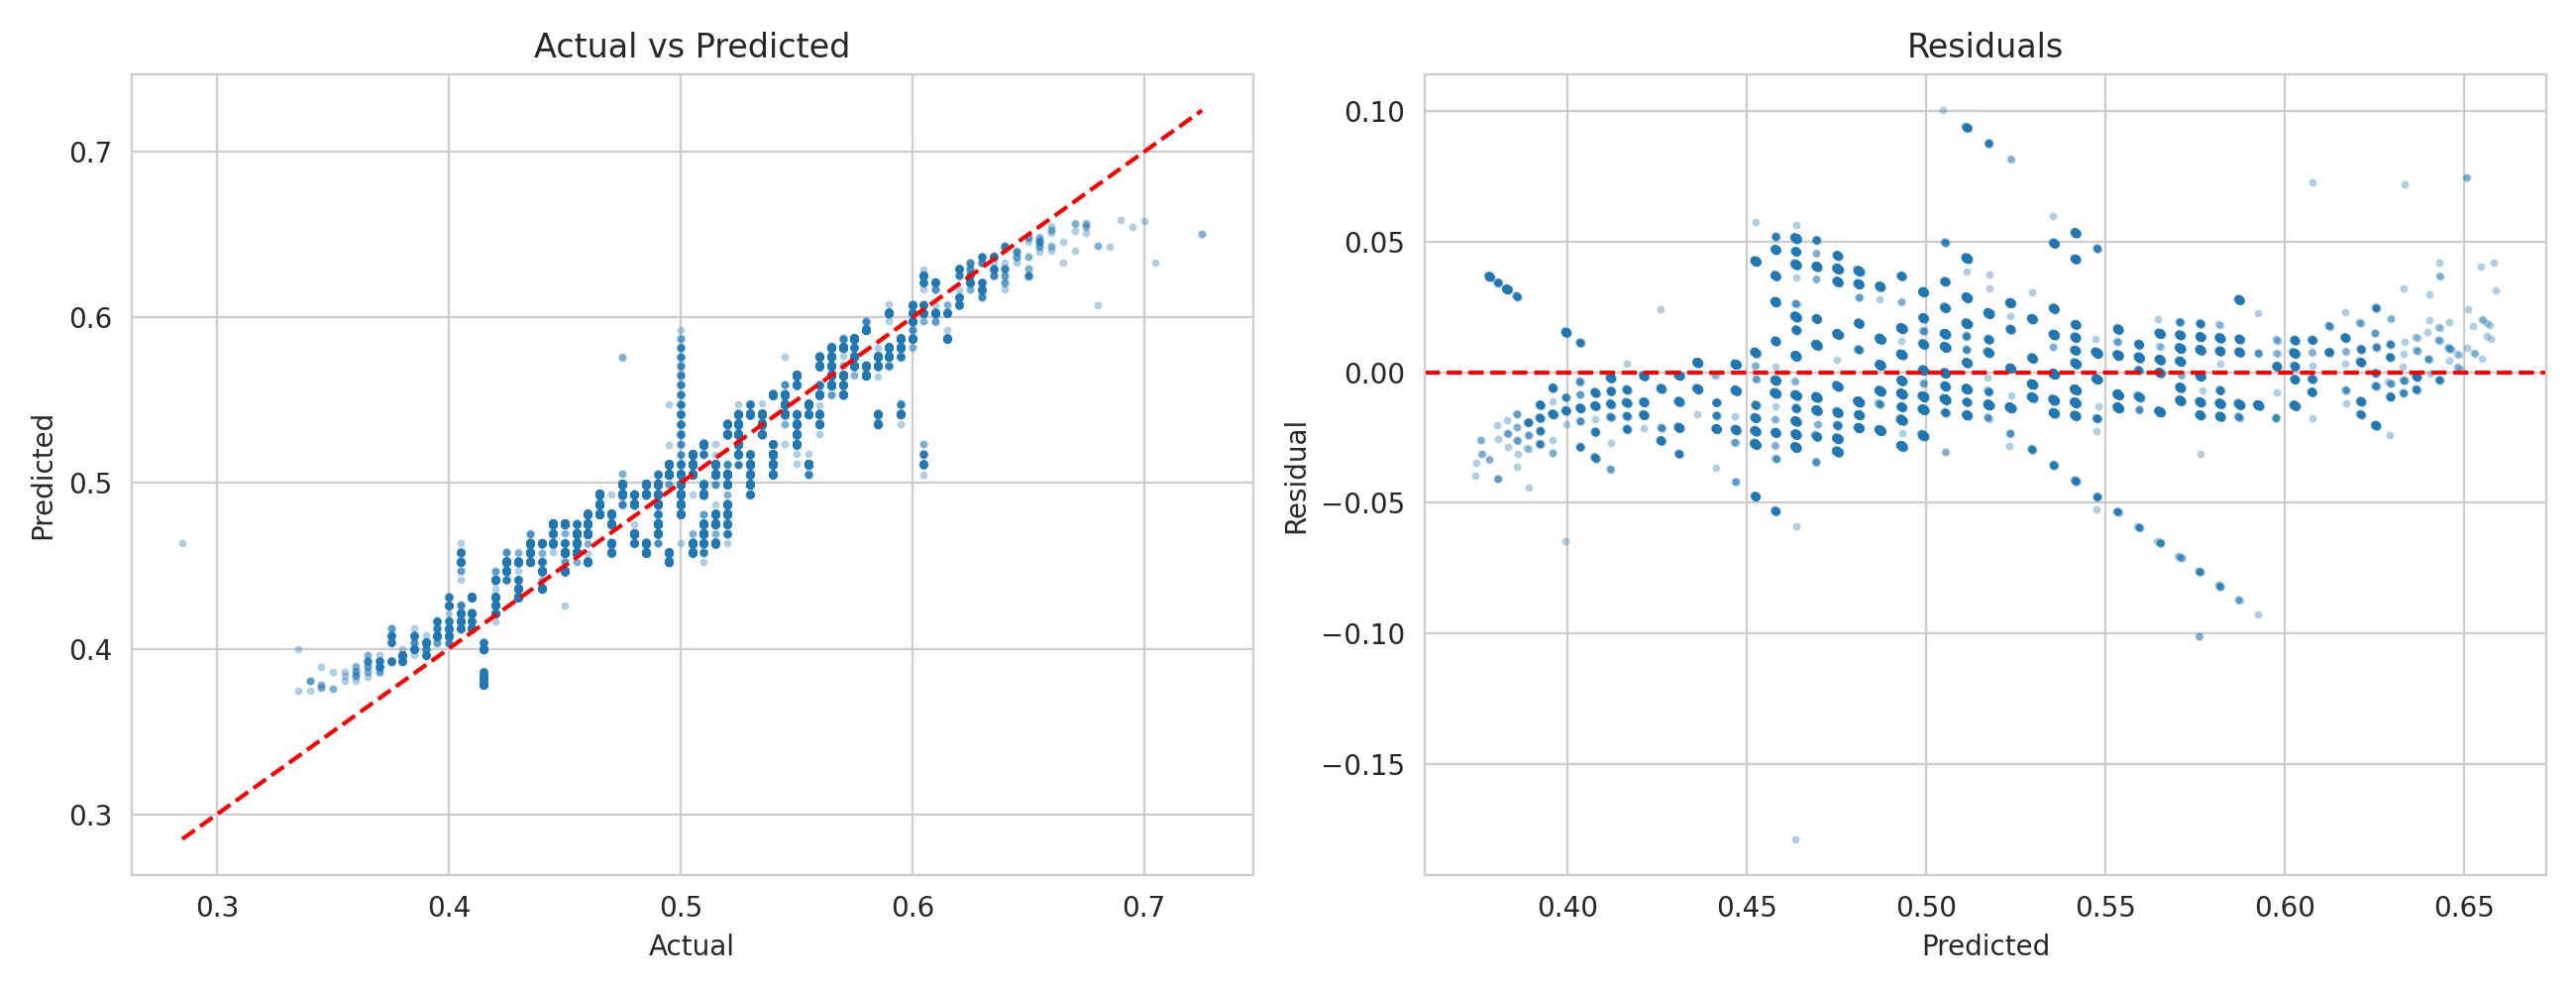 Actual vs Predicted
Predicted
0.7
0.6
0.5
0.4
0.3
0.3 0.4 0.5 0.6 0.7
Actual
Residuals
Residual
0.10
0.05
0.00
−0.05
−0.10
−0.15
0.40 0.45 0.50 0.55 0.60 0.65
Predicted